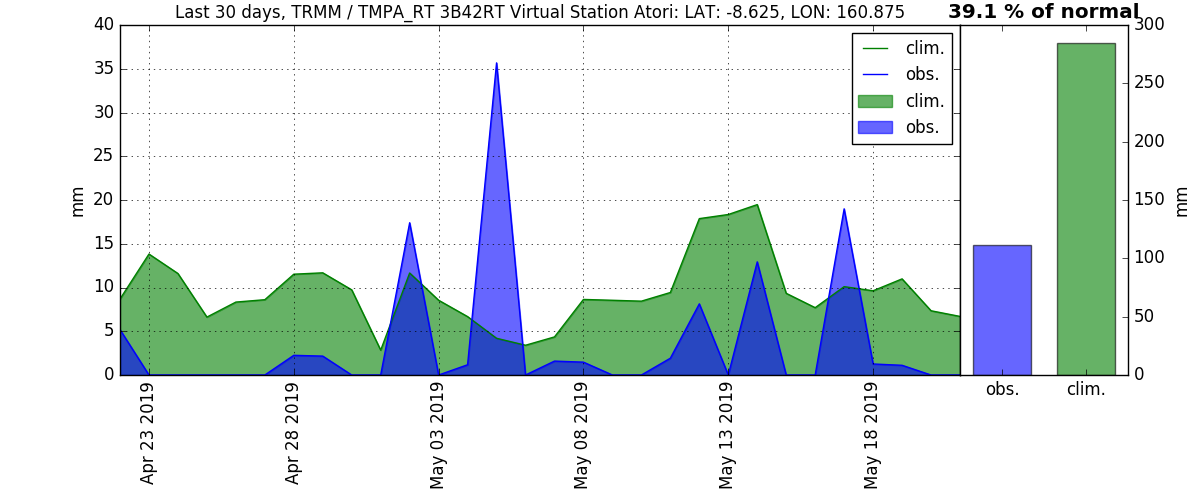 Last 30 days, TRMM / TMPA_RT 3B42RT Virtual Station Atori: LAT: -8.625, LON: 160.875
39.1 % of normal
40
35
30
25
20
15
10
5
0
mm
clim.
obs.
clim.
obs.
Apr 23 2019
Apr 28 2019
May 03 2019
May 08 2019
May 13 2019
May 18 2019
300
250
200
150
100
50
0
mm
obs.
clim.